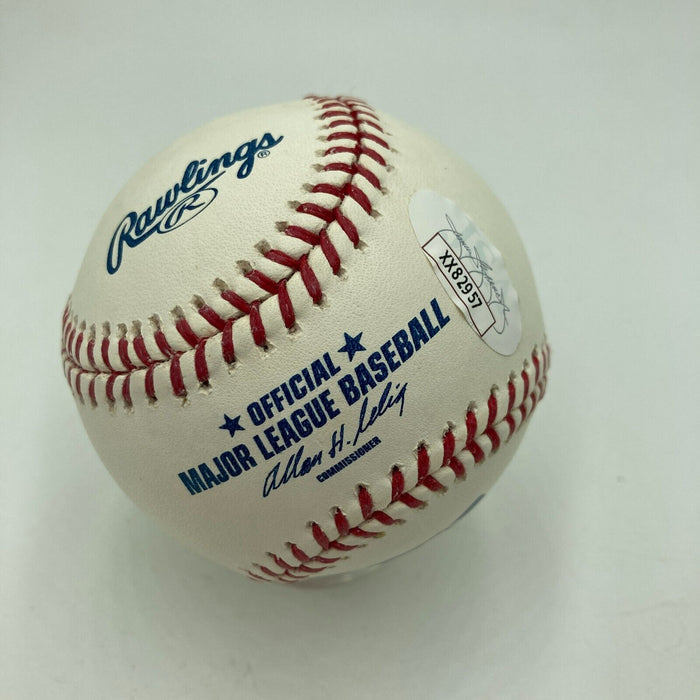 Rawlings®
R
★ OFFICIAL ★
MAJOR LEAGUE BASEBALL
Allan H. Selig
COMMISSIONER
XX82957